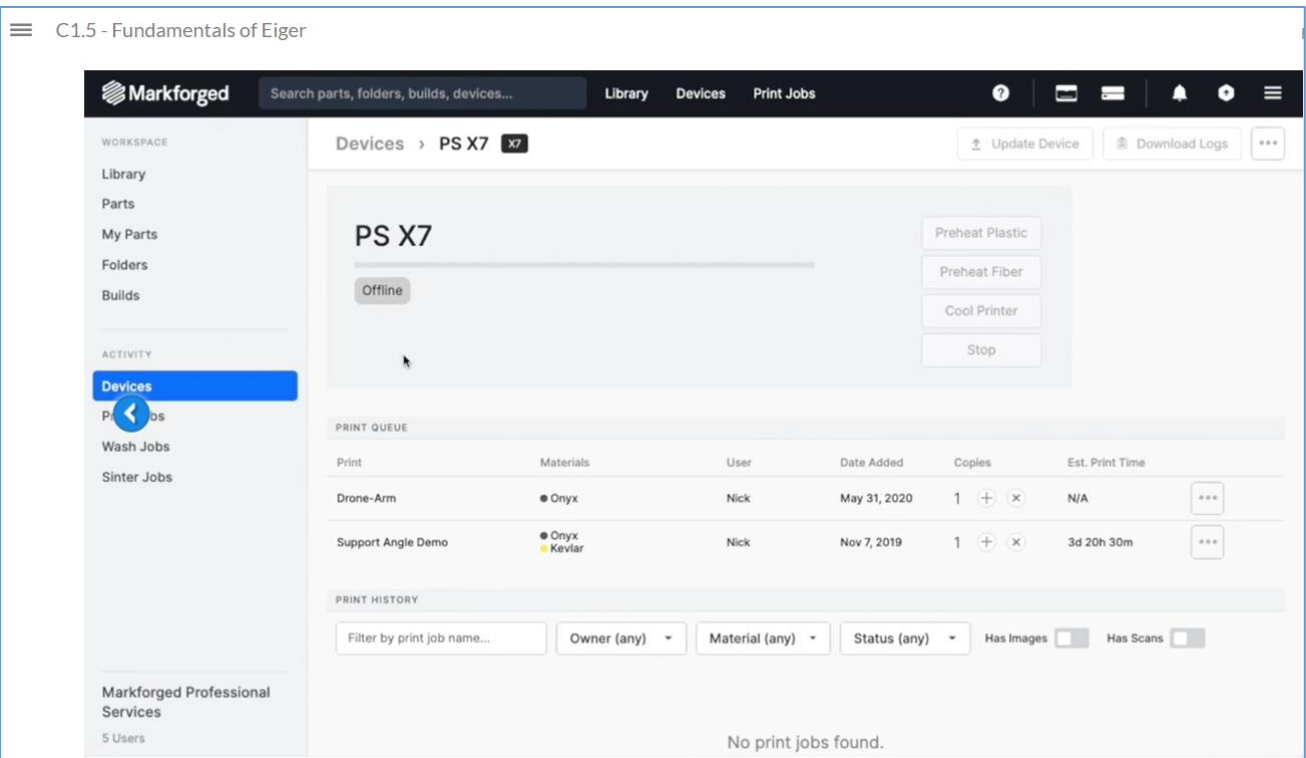 C1.5 - Fundamentals of Eiger
Markforged Search parts, folders, builds, devices... Library Devices Print Jobs
WORKSPACE
Library
Parts
My Parts
Folders
Builds
ACTIVITY
Devices
Wash Jobs
Sinter Jobs
Markforged Professional
Services
5 Users
Devices › PS X7 X7 Update Device Download Logs
PS X7
Offline
Preheat Plastic
Preheat Fiber
Cool Printer
Stop
PRINT QUEUE
Print Materials User Date Added Copies Est. Print Time
Drone-Arm Onyx Nick May 31, 2020 1 N/A
Support Angle Demo Onyx Kevlar Nick Nov 7, 2019 1 3d 20h 30m
PRINT HISTORY
Filter by print job name... Owner (any) Material (any) Status (any) Has Images Has Scans
No print jobs found.